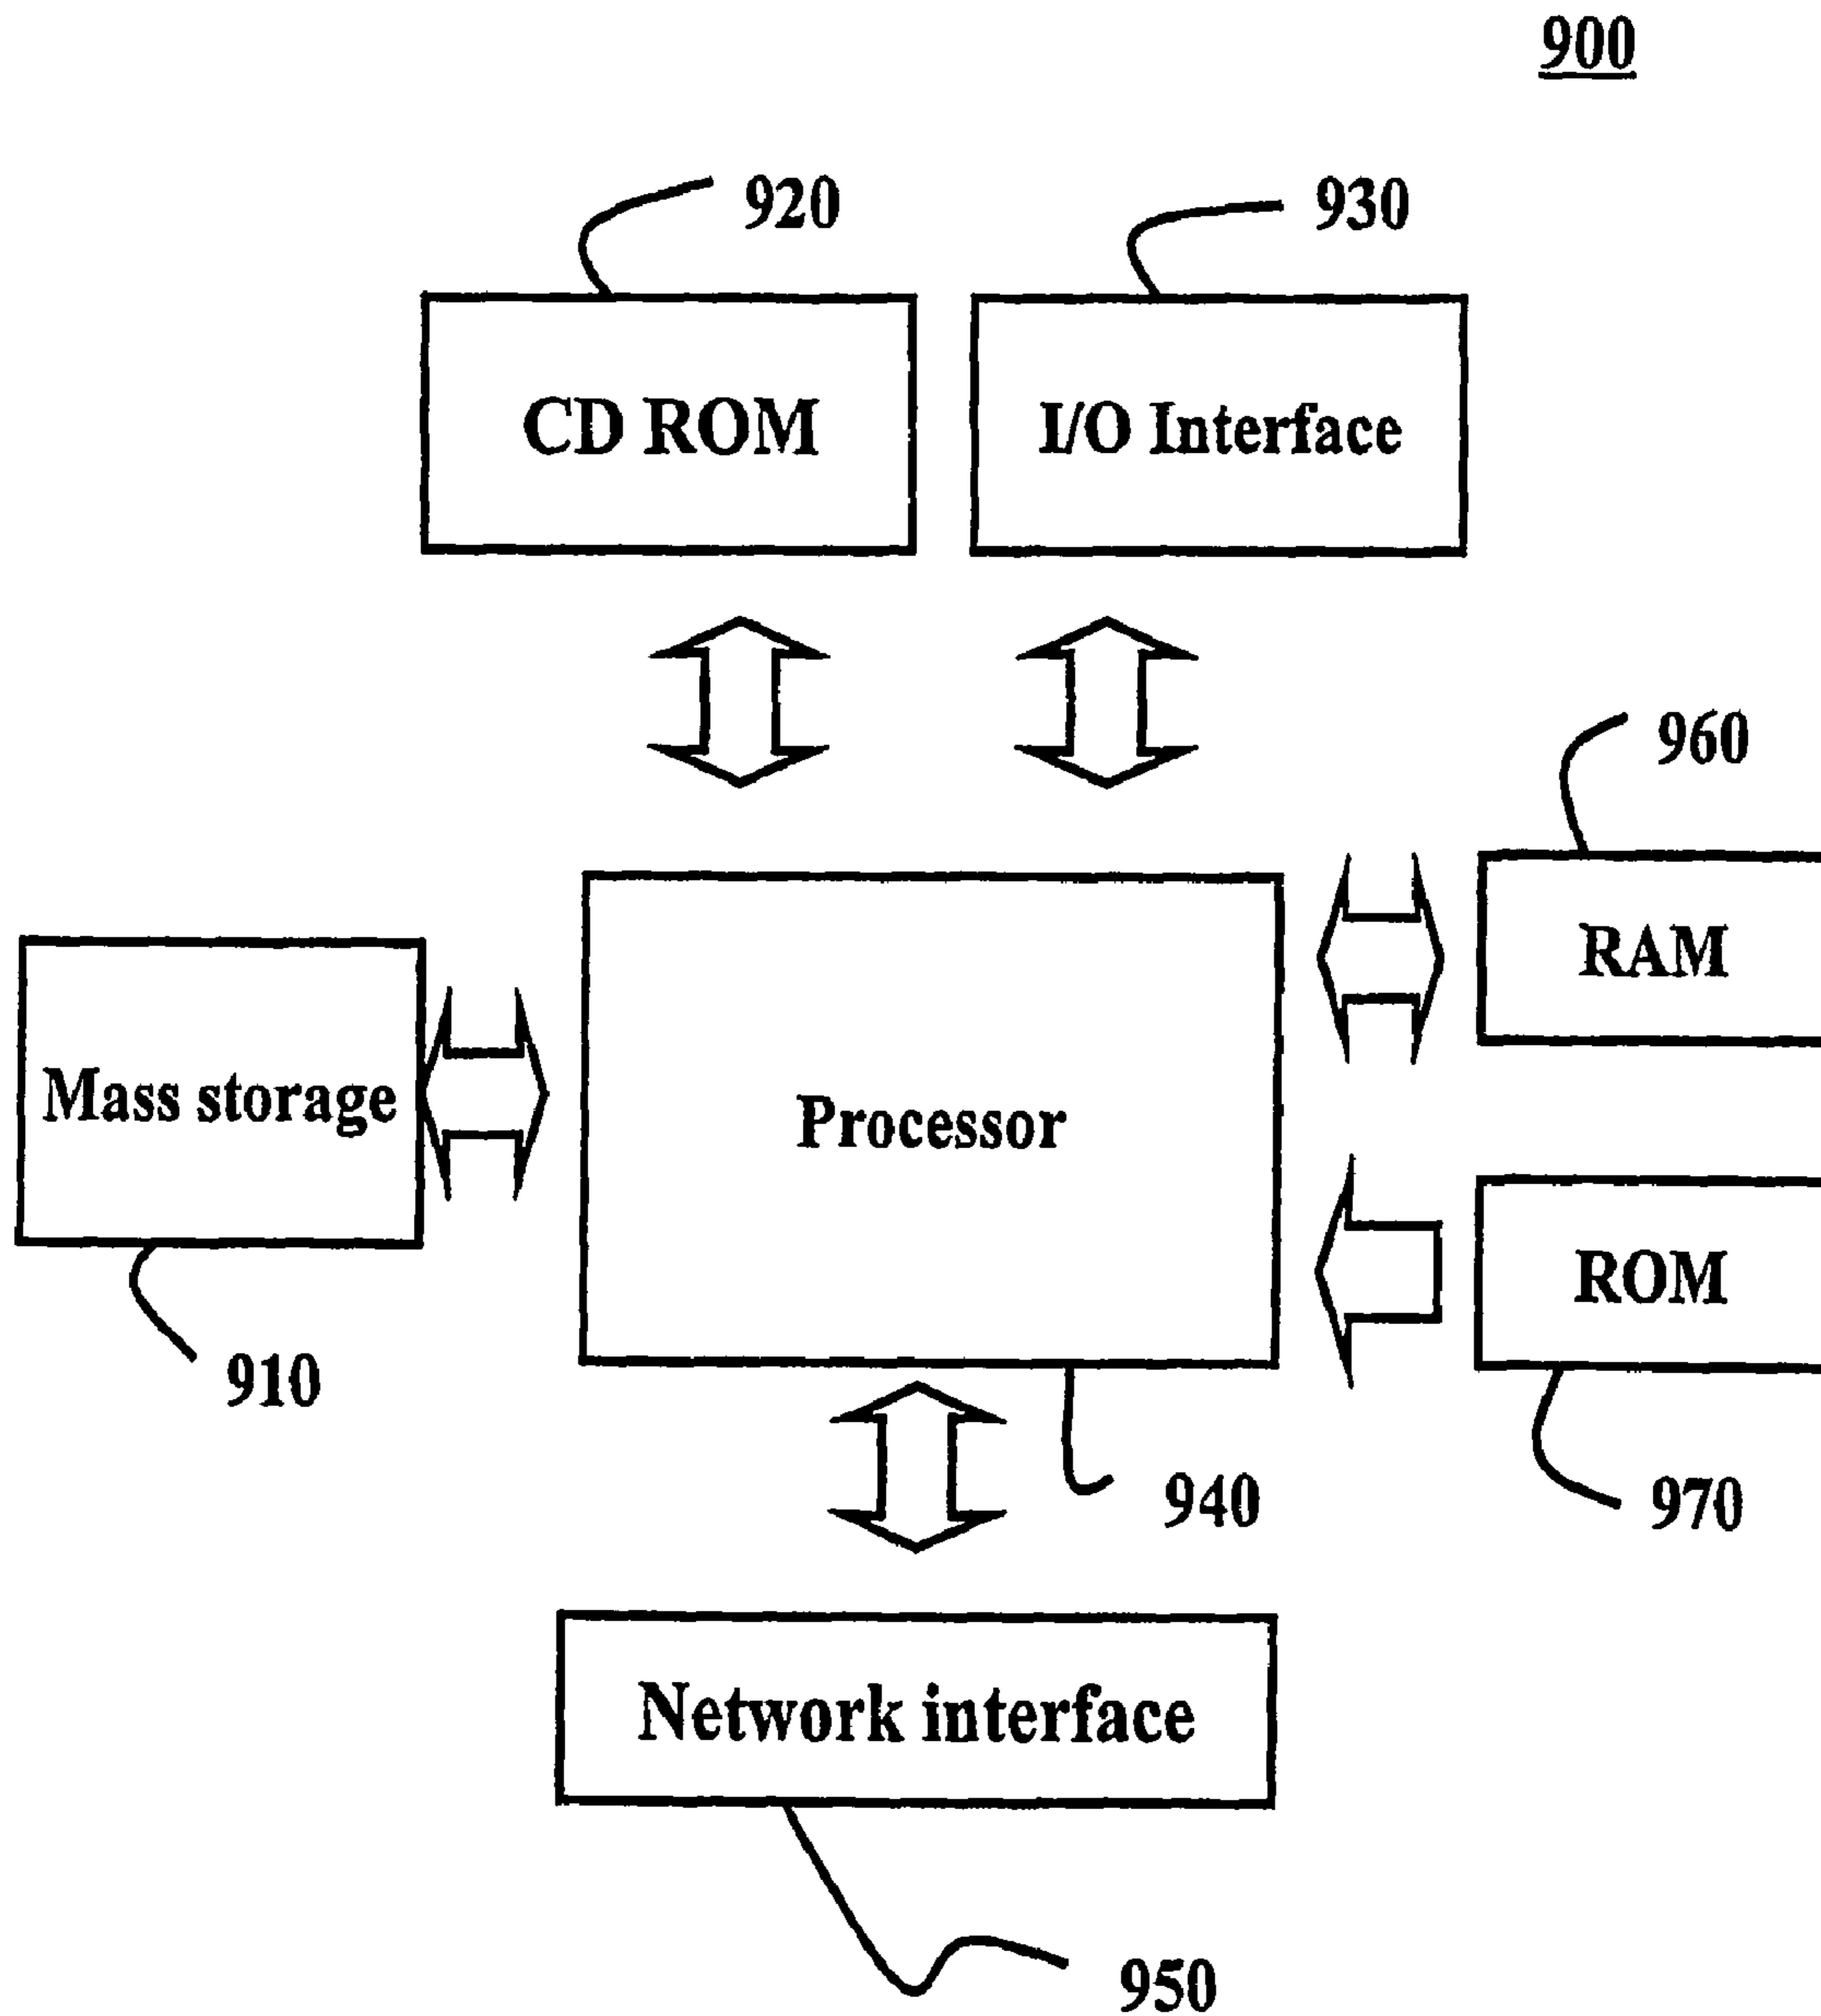 900
920
930
CD ROM
I/O Interface
960
RAM
Mass storage
Processor
ROM
910
940
970
Network interface
950